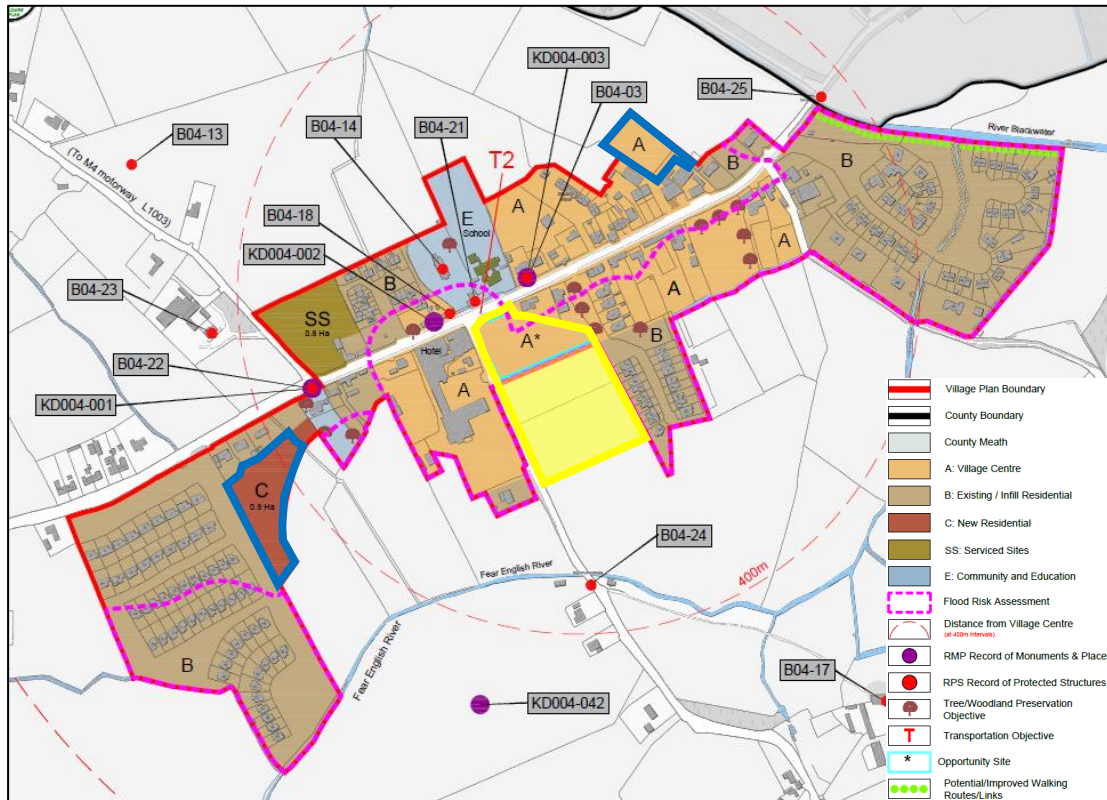 KD004-003
B04-03
B04-25
B04-14
B04-21
B04-13
River Blackwater
(To M4 motorway L1003)
T2
A
B
B
A
E
School
B04-18
KD004-002
B
A
A
B04-23
SS
0.9 Ha
Hotel
A*
B
B04-22
A
KD004-001
C
0.9 Ha
B04-24
Fear English River
400m
B
Fear English River
B04-17
KD004-042
Village Plan Boundary
County Boundary
County Meath
A: Village Centre
B: Existing / Infill Residential
C: New Residential
SS: Serviced Sites
E: Community and Education
Flood Risk Assessment
Distance from Village Centre
(at 400m intervals)
RMP Record of Monuments & Place
RPS Record of Protected Structures
Tree/Woodland Preservation
Objective
T
Transportation Objective
*
Opportunity Site
Potential/Improved Walking
Routes/Links